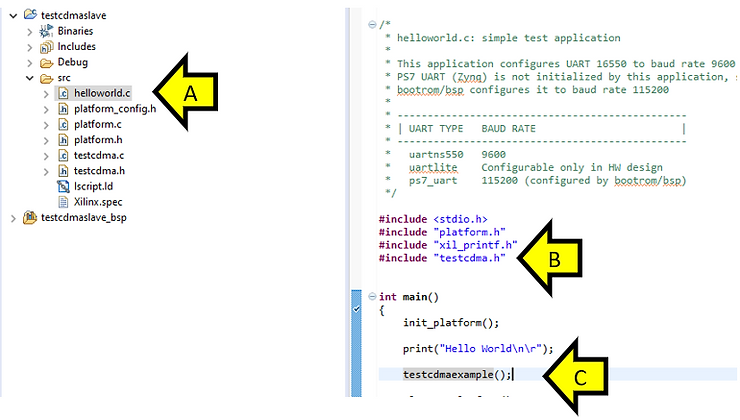 testcdmaslave
Binaries
Includes
Debug
src
helloworld.c
platform_config.h
platform.c
platform.h
testcdma.c
testcdma.h
lscript.ld
Xilinx.spec
testcdmaslave_bsp
A
/*
* helloworld.c: simple test application
*
* This application configures UART 16550 to baud rate 9600
* PS7 UART (Zynq) is not initialized by this application, s
* bootrom/bsp configures it to baud rate 115200
*
* ------------------------------------------------
* | UART TYPE   BAUD RATE                        |
* ------------------------------------------------
*   uartns550   9600
*   uartlite    Configurable only in HW design
*   ps7_uart    115200 (configured by bootrom/bsp)
*/
#include <stdio.h>
#include "platform.h"
#include "xil_printf.h"
#include "testcdma.h"
B
int main()
{
init_platform();
print("Hello World\n\r");
testcdmaexample();
C